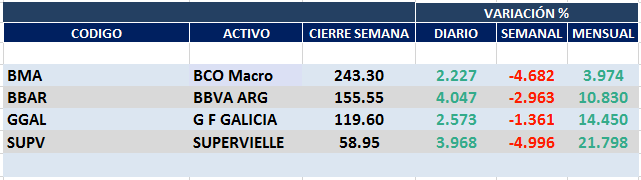 VARIACIÓN %
CODIGO ACTIVO CIERRE SEMANA DIARIO SEMANAL MENSUAL
BMA BCO Macro 243.30 2.227 -4.682 3.974
BBAR BBVA ARG 155.55 4.047 -2.963 10.830
GGAL G F GALICIA 119.60 2.573 -1.361 14.450
SUPV SUPERVIELLE 58.95 3.968 -4.996 21.798